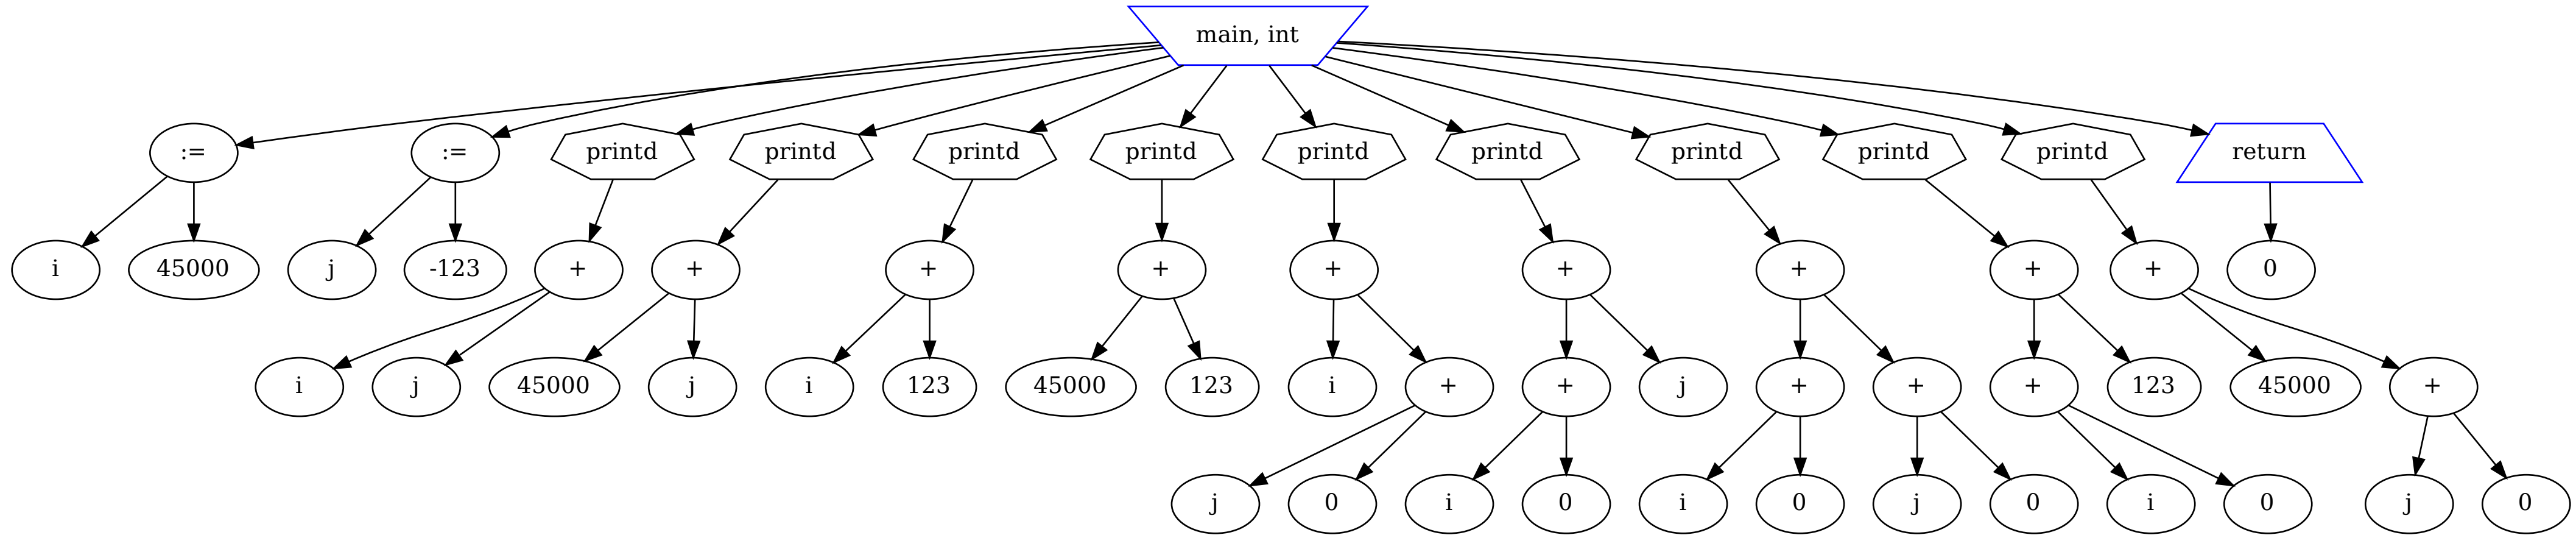 main, int
:= := printd printd printd printd printd printd printd printd printd return
i 45000 j -123 + + + + + + + + + 0
i j 45000 j i 123 45000 123 i + + j + + + 123 45000 +
j 0 i 0 i 0 j 0 i 0 j 0